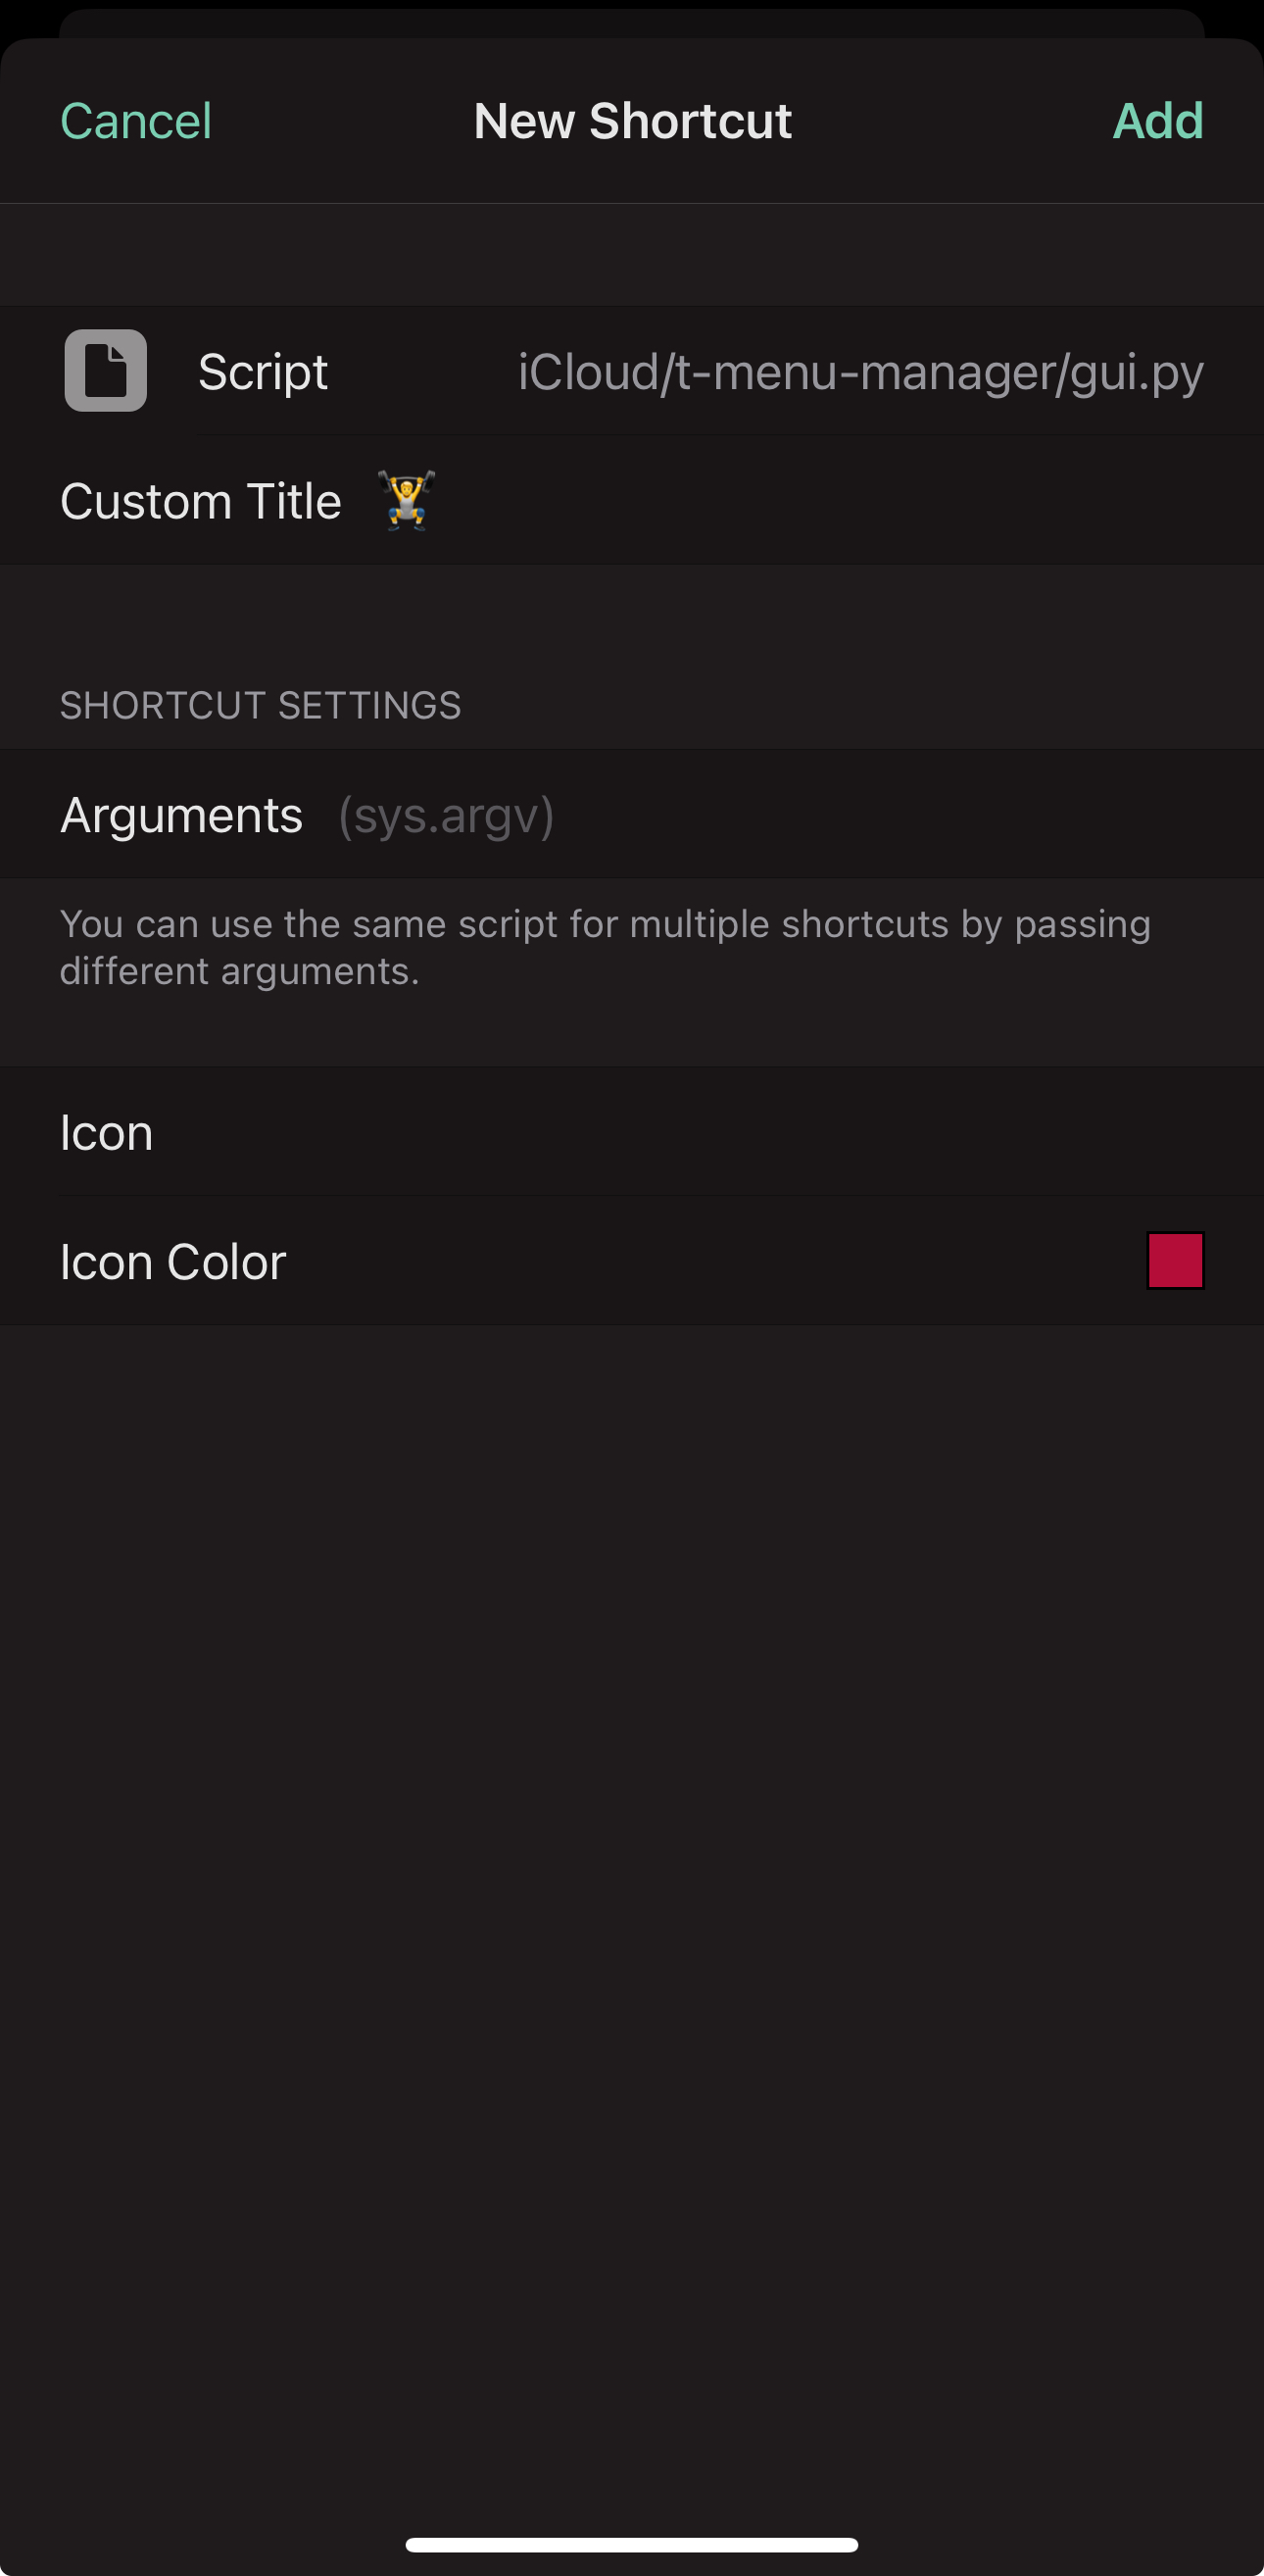 Cancel New Shortcut Add
Script iCloud/t-menu-manager/gui.py
Custom Title 🏋️
SHORTCUT SETTINGS
Arguments (sys.argv)
You can use the same script for multiple shortcuts by passing
different arguments.
Icon
Icon Color